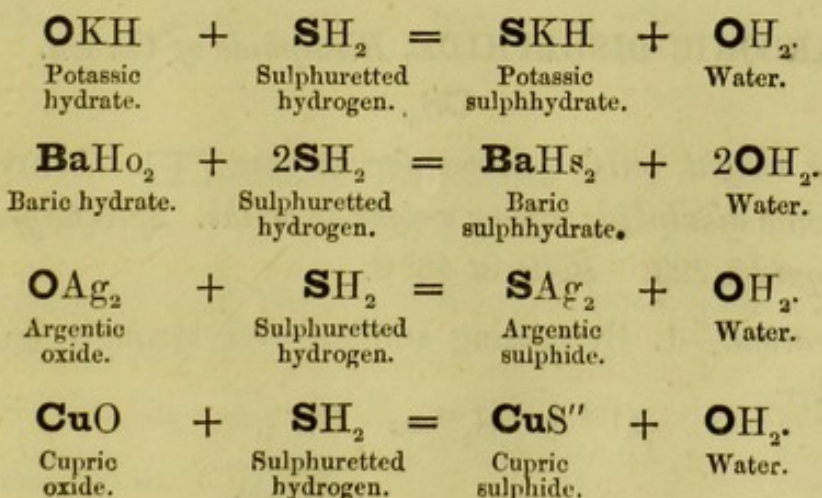 OKH + SH₂ = SKH + OH₂.
Potassic Sulphuretted Potassic Water.
hydrate. hydrogen. sulphhydrate.
BaHo₂ + 2SH₂ = BaHs₂ + 2OH₂.
Baric hydrate. Sulphuretted Baric Water.
hydrogen. sulphhydrate.
OAg₂ + SH₂ = SAg₂ + OH₂.
Argentic Sulphuretted Argentic Water.
oxide. hydrogen. sulphide.
CuO + SH₂ = CuS″ + OH₂.
Cupric Sulphuretted Cupric Water.
oxide. hydrogen. sulphide.